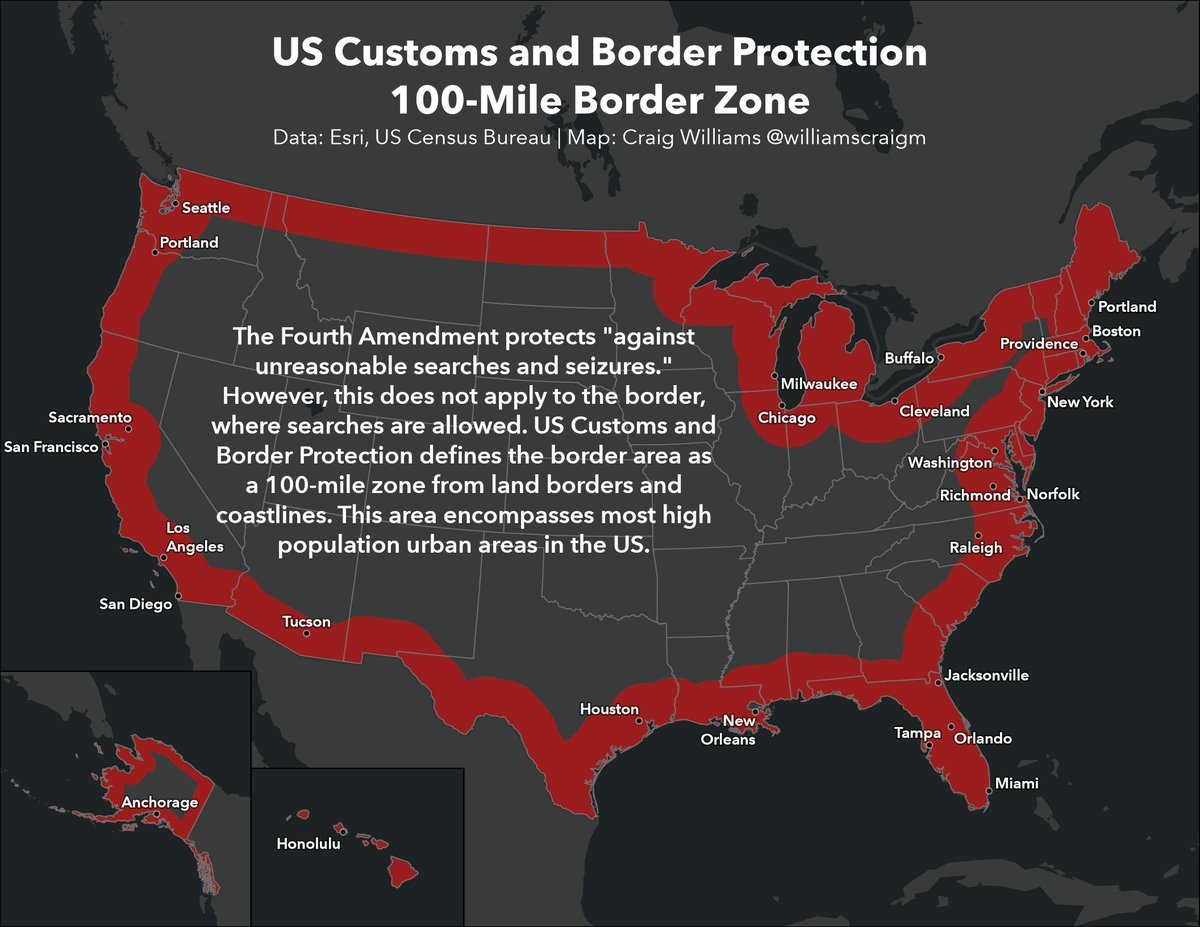 US Customs and Border Protection
100-Mile Border Zone
Data: Esri, US Census Bureau | Map: Craig Williams @williamscraigm
Seattle
Portland
The Fourth Amendment protects "against
unreasonable searches and seizures."
However, this does not apply to the border,
where searches are allowed. US Customs and
Border Protection defines the border area as
a 100-mile zone from land borders and
coastlines. This area encompasses most high
population urban areas in the US.
Portland
Boston
Providence
Buffalo
Milwaukee
Chicago
Cleveland
New York
Sacramento
San Francisco
Washington
Richmond
Norfolk
Los
Angeles
Raleigh
San Diego
Tucson
Jacksonville
Houston
New
Orleans
Tampa
Orlando
Miami
Anchorage
Honolulu